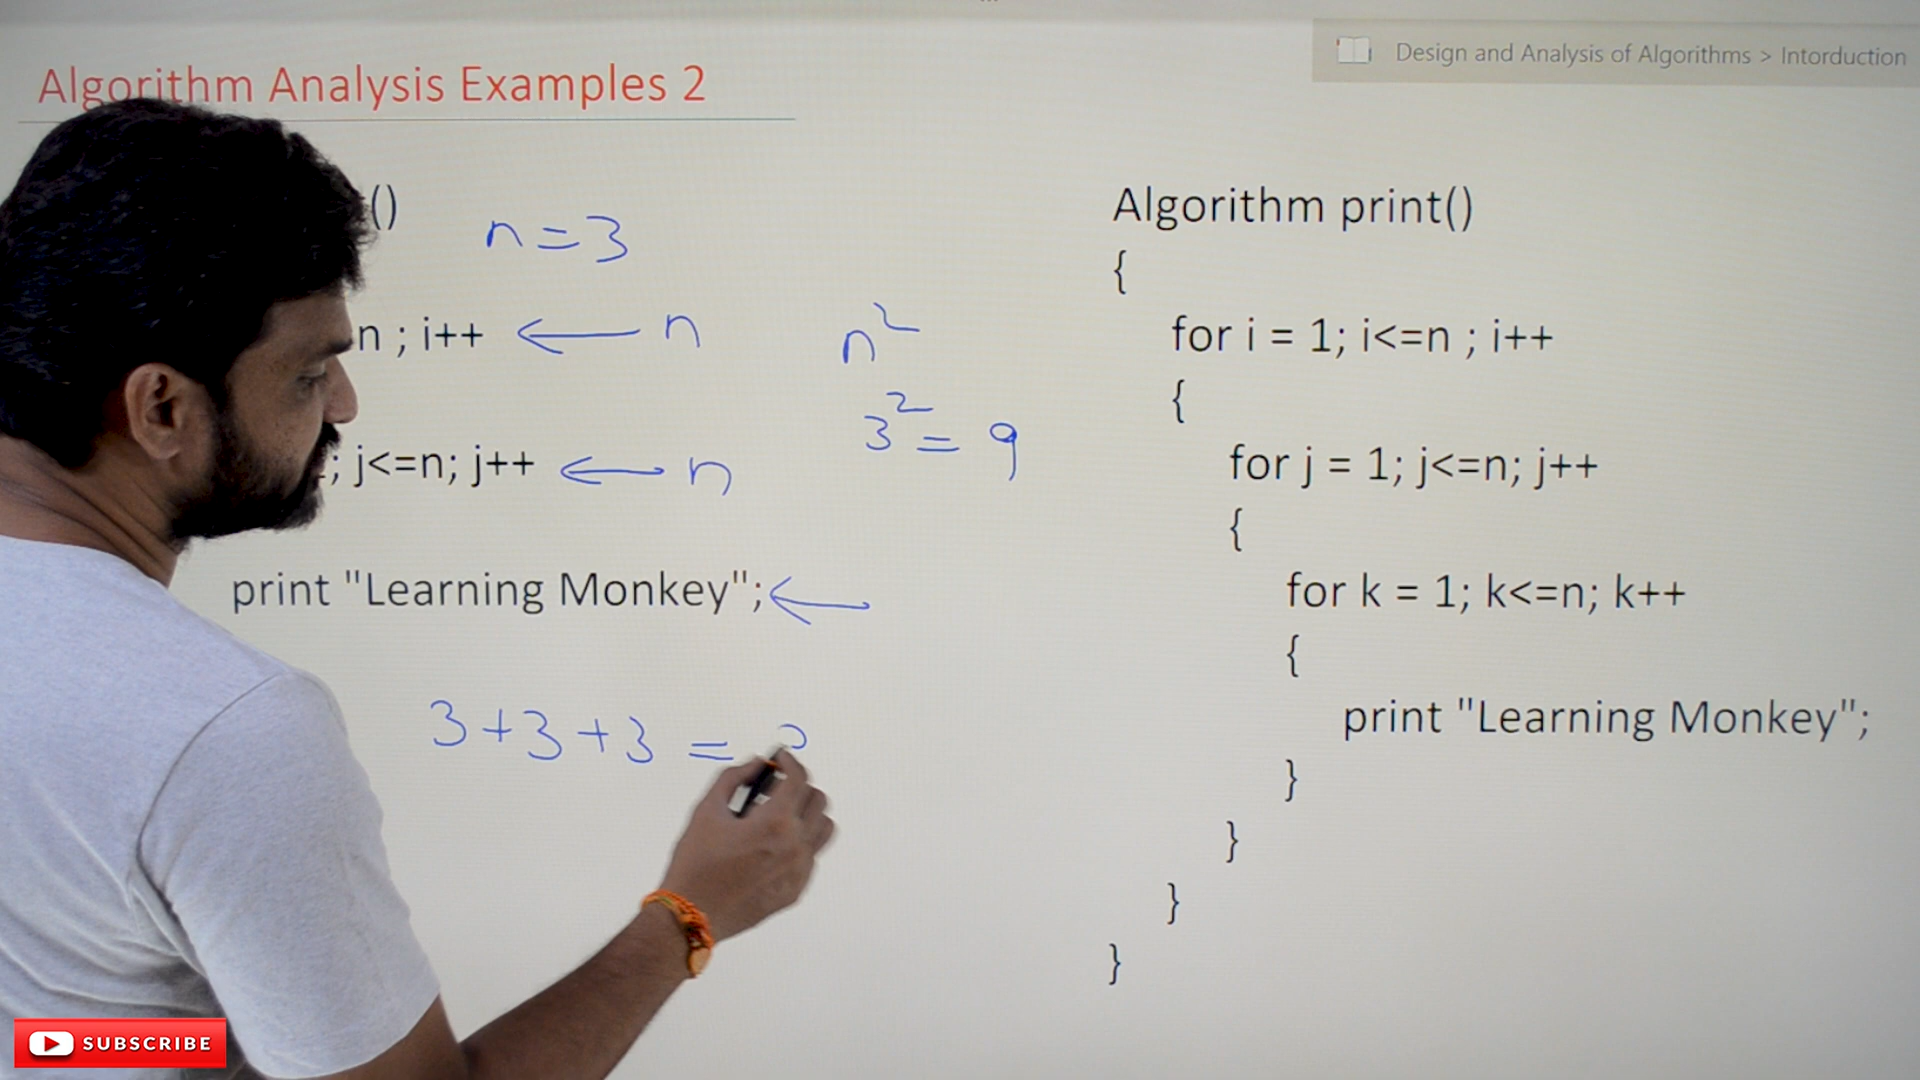 Design and Analysis of Algorithms > Intorduction
Algorithm Analysis Examples 2
()
n=3
n ; i++ ← n
n²
3² = 9
; j<=n; j++ ← n
print "Learning Monkey"; ←
3+3+3 =
Algorithm print()
{
for i = 1; i<=n ; i++
{
for j = 1; j<=n; j++
{
for k = 1; k<=n; k++
{
print "Learning Monkey";
}
}
}
}
SUBSCRIBE